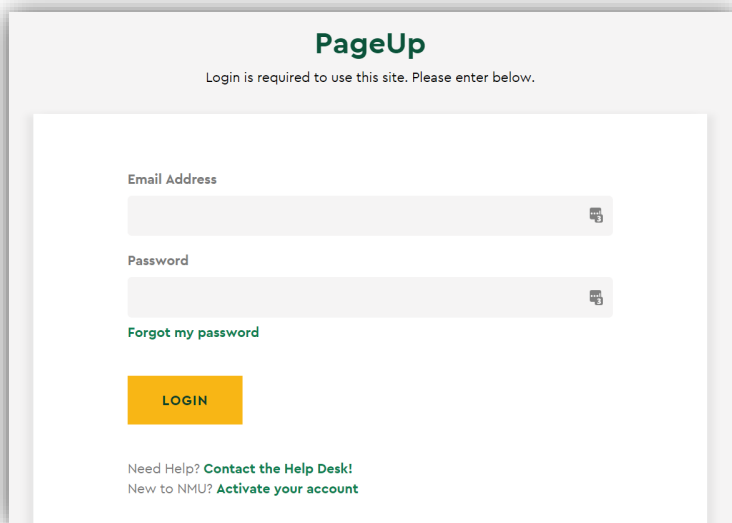 PageUp
Login is required to use this site. Please enter below.
Email Address
Password
Forgot my password
LOGIN
Need Help? Contact the Help Desk!
New to NMU? Activate your account